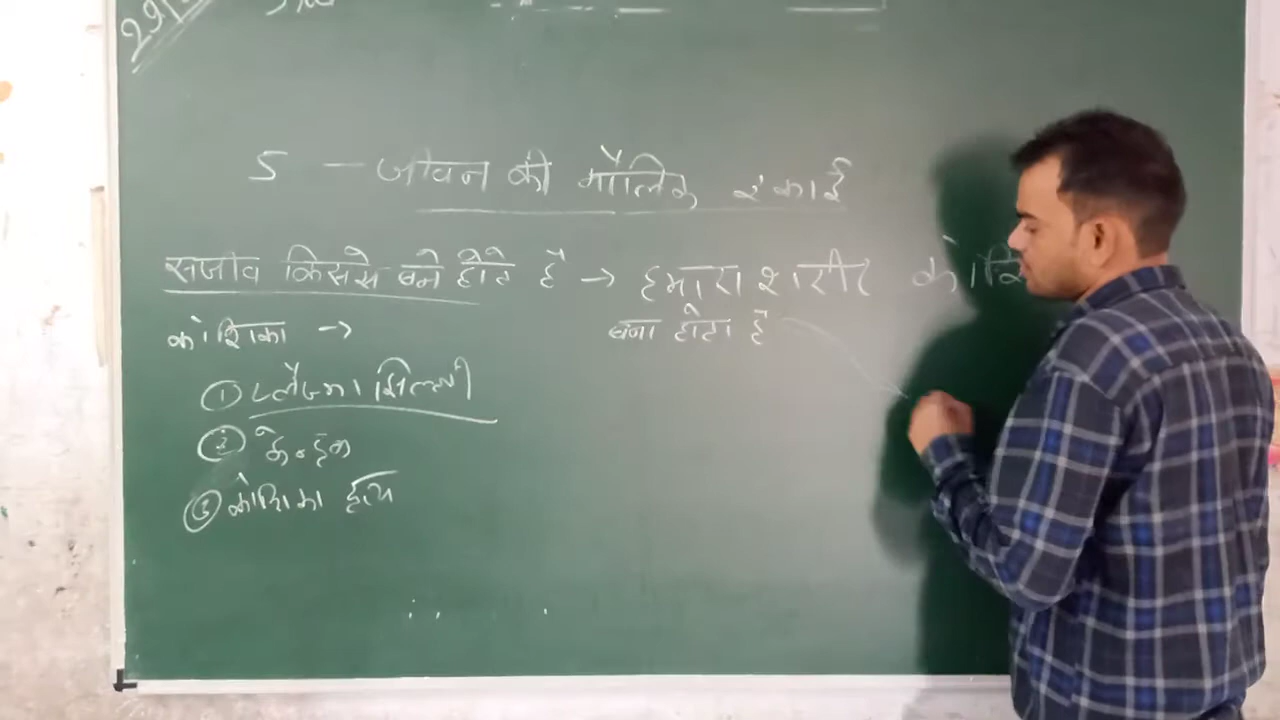 5 — जीवन की मौलिक इकाई
सजीव किससे बने होते हैं → हमारा शरीर कोशि
बना होता है
कोशिका →
① प्लैज्मा झिल्ली
② केन्द्रक
③ कोशिका द्रव्य